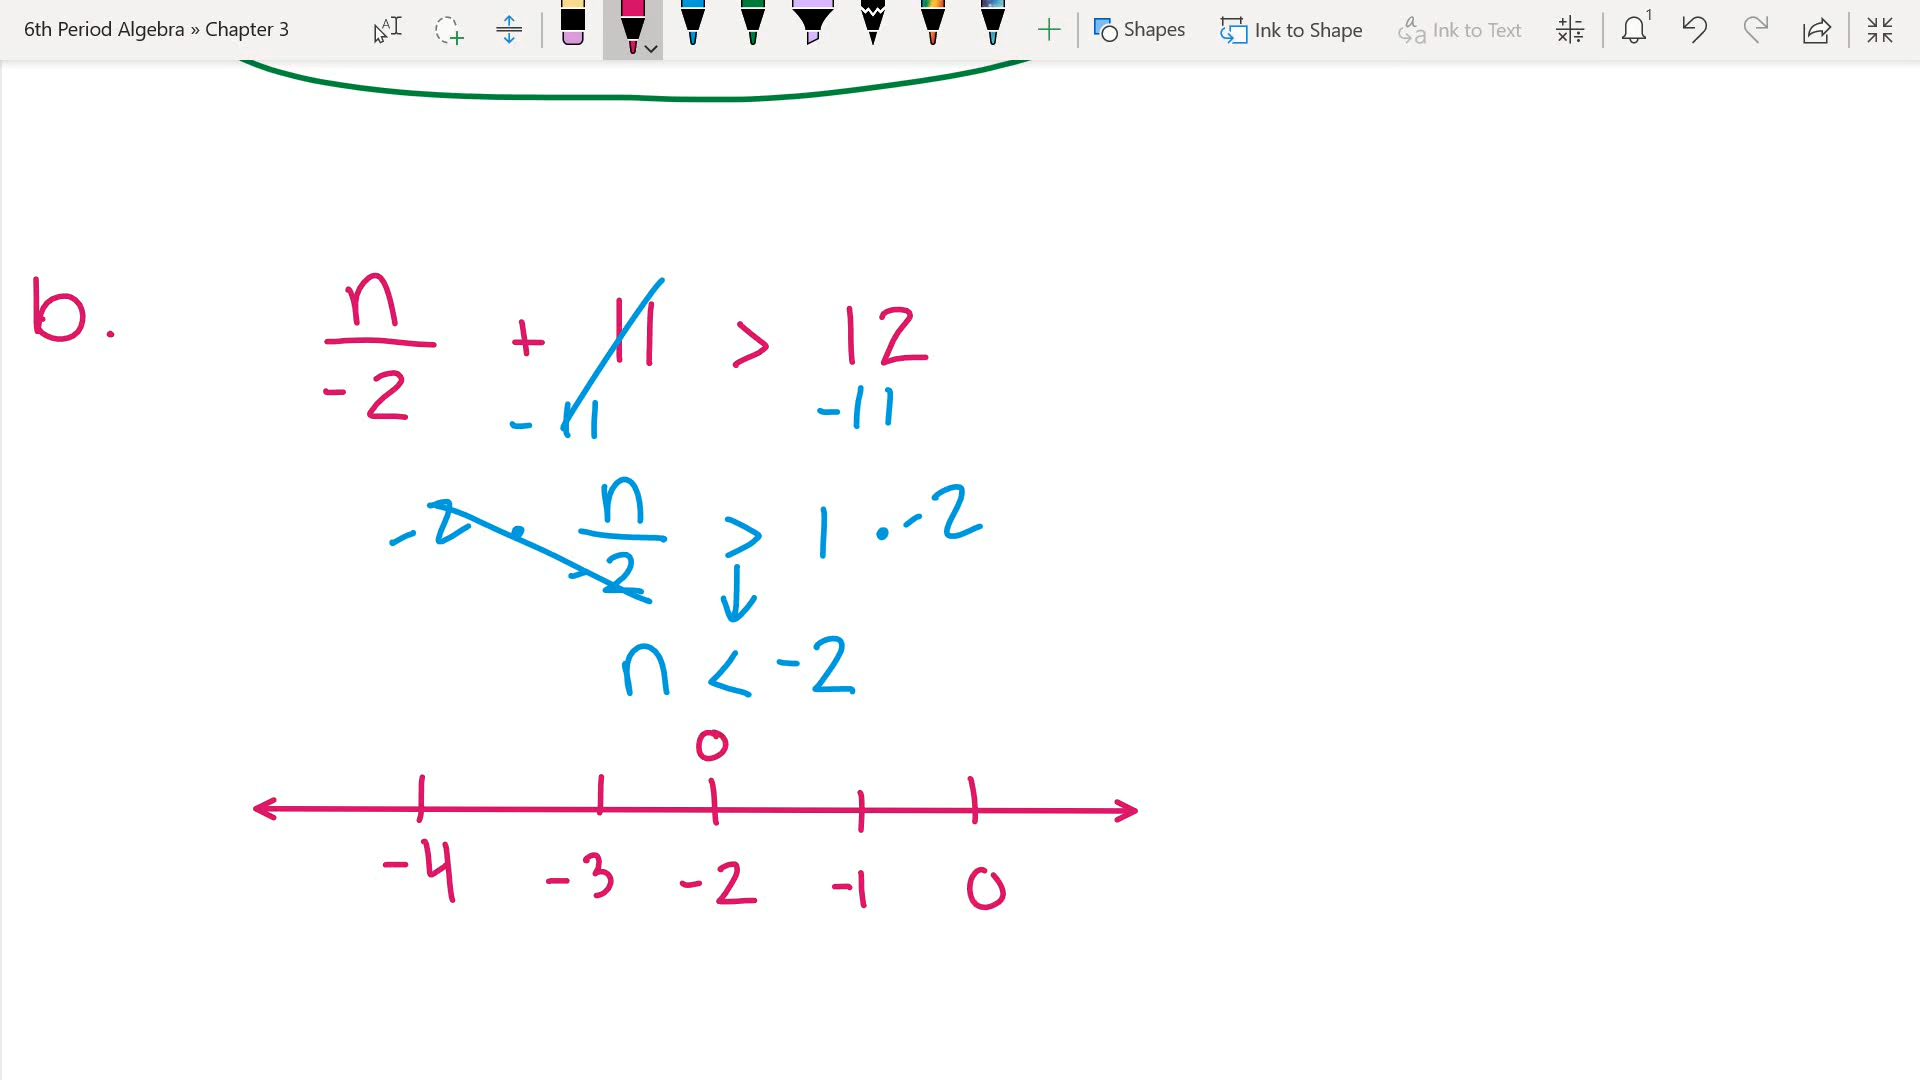 6th Period Algebra » Chapter 3 A Shapes Ink to Shape a Ink to Text 1
b. n/-2 + 11 > 12
- 11 -11
-2 · n/-2 > 1 · -2
n < -2
-4 -3 -2 -1 0